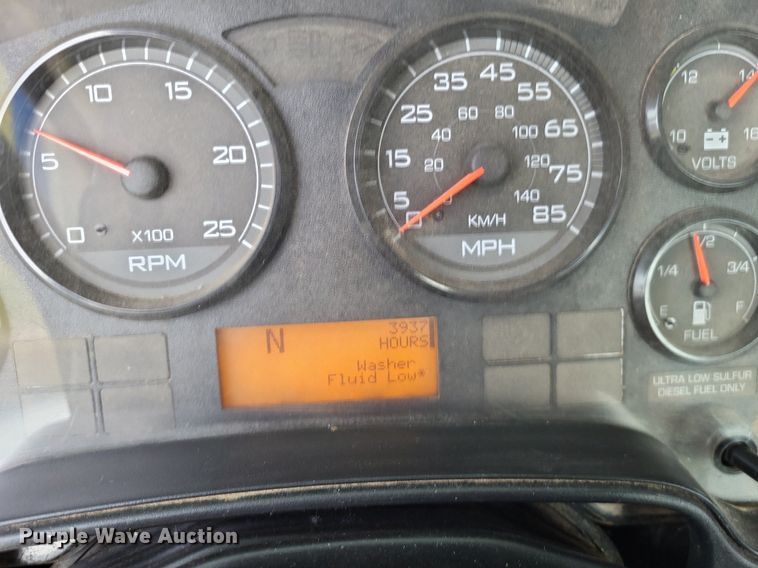 0 5 10 15 20 25
X100
RPM
5 15 25 35 45 55 65 75 85
20 40 60 80 100 120 140
KM/H
MPH
10 12 14 16
VOLTS
E 1/4 1/2 3/4 F
FUEL
N
3937
HOURS
Washer
Fluid Low*
ULTRA LOW SULFUR
DIESEL FUEL ONLY
Purple Wave Auction